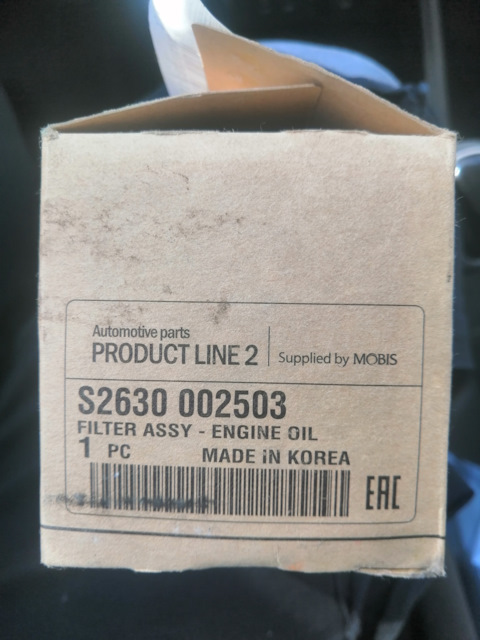 Automotive parts
PRODUCT LINE 2
Supplied by MOBIS
S2630 002503
FILTER ASSY - ENGINE OIL
1 PC MADE IN KOREA
EAC